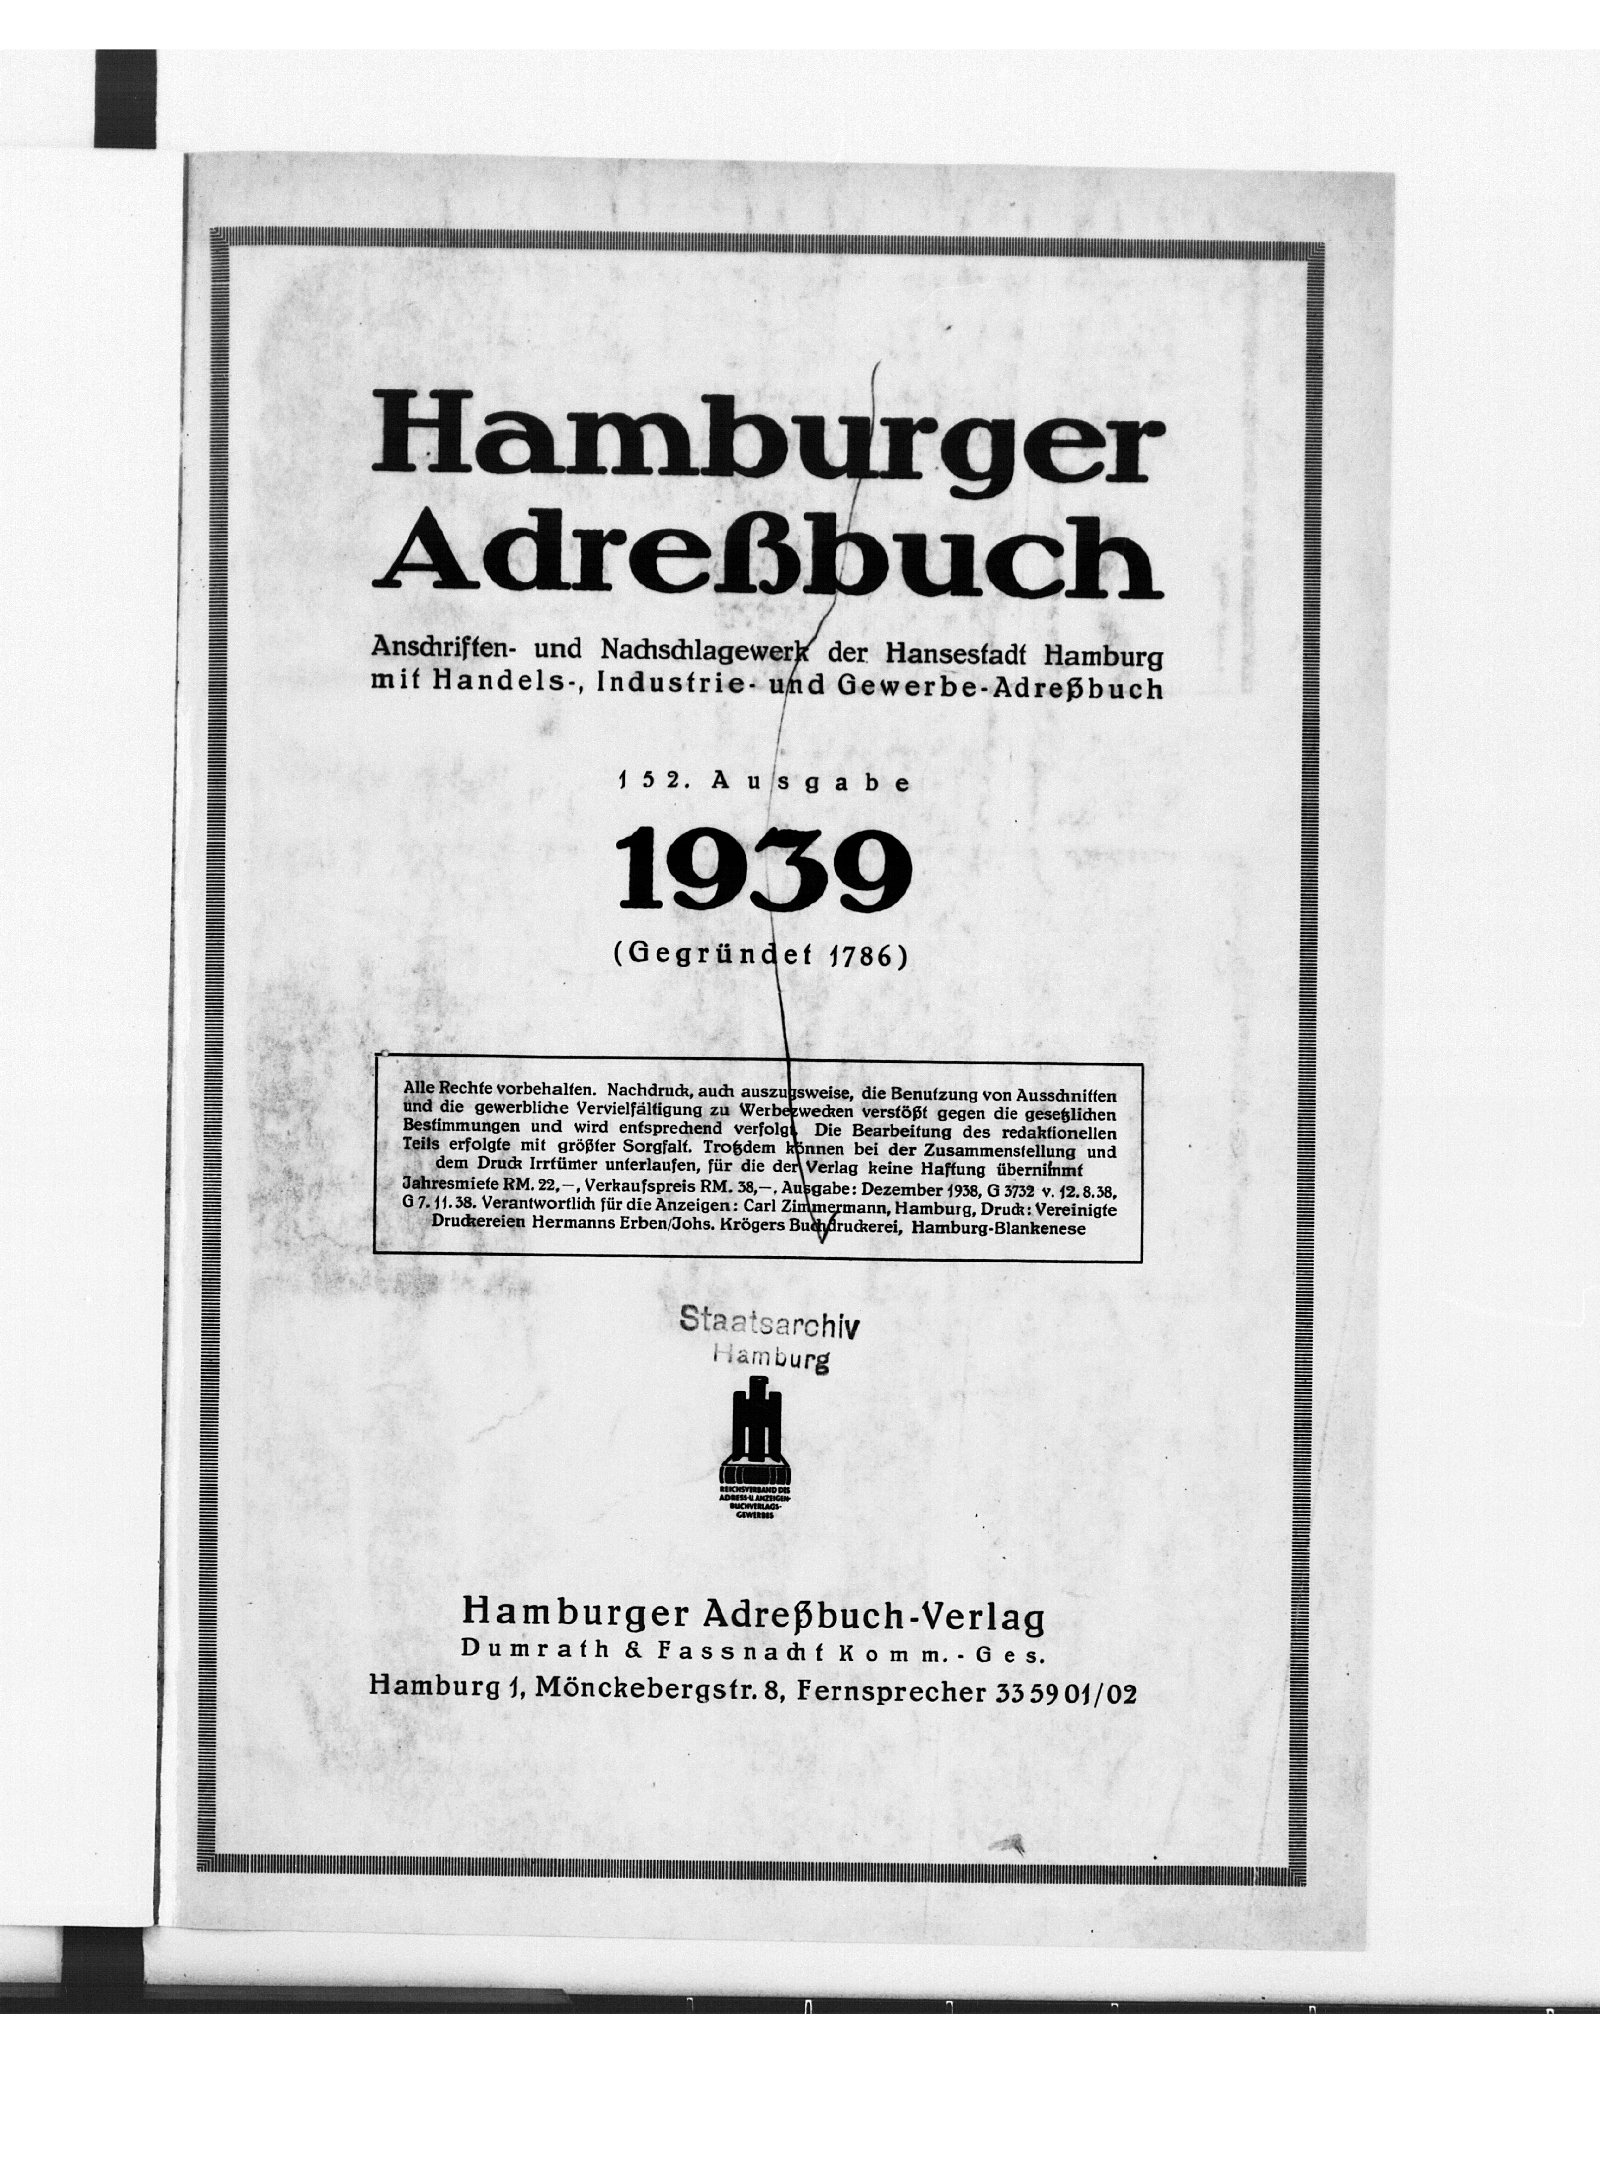 Hamburger
Adreßbuch
Anschriften- und Nachschlagewerk der Hansestadt Hamburg
mit Handels-, Industrie- und Gewerbe-Adreßbuch
152. Ausgabe
1939
(Gegründet 1786)
Alle Rechte vorbehalten. Nachdruck, auch auszugsweise, die Benutzung von Ausschnitten
und die gewerbliche Vervielfältigung zu Werbezwecken verstößt gegen die gesetzlichen
Bestimmungen und wird entsprechend verfolgt. Die Bearbeitung des redaktionellen
Teils erfolgte mit größter Sorgfalt. Trotzdem können bei der Zusammenstellung und
dem Druck Irrtümer unterlaufen, für die der Verlag keine Haftung übernimmt
Jahresmiete RM. 22,—, Verkaufspreis RM. 38,—, Ausgabe: Dezember 1938, G 3732 v. 12.8.38,
G 7.11.38. Verantwortlich für die Anzeigen: Carl Zimmermann, Hamburg, Druck: Vereinigte
Druckereien Hermanns Erben/Johs. Krögers Buchdruckerei, Hamburg-Blankenese
Staatsarchiv
Hamburg
REICHSVERBAND DES
ADRESS-U. ANZEIGEN-
BUCHVERLAGS-
GEWERBES
Hamburger Adreßbuch-Verlag
Dumrath & Fassnacht Komm.-Ges.
Hamburg 1, Mönckebergstr. 8, Fernsprecher 33 59 01/02